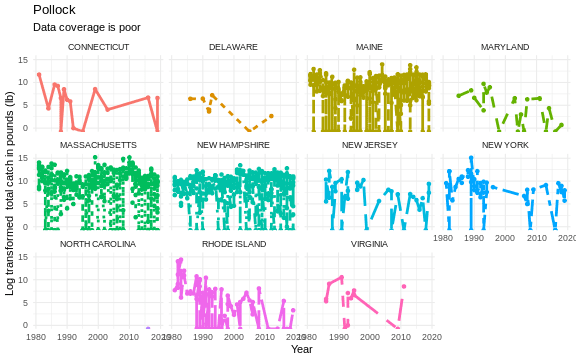 Pollock
Data coverage is poor
CONNECTICUT DELAWARE MAINE MARYLAND
15
10
5
0
MASSACHUSETTS NEW HAMPSHIRE NEW JERSEY NEW YORK
15
10
5
0
1980 1990 2000 2010 2020
NORTH CAROLINA RHODE ISLAND VIRGINIA
15
10
5
0
1980 1990 2000 2010 1980 1990 2000 2010 1980 1990 2000 2010 2020
Year
Log transformed total catch in pounds (lb)